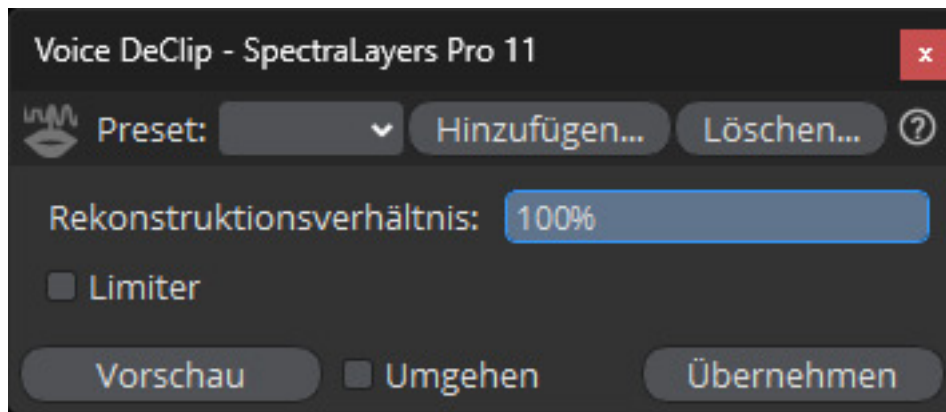 Voice DeClip - SpectraLayers Pro 11 x
Preset: Hinzufügen... Löschen... ?
Rekonstruktionsverhältnis: 100%
Limiter
Vorschau Umgehen Übernehmen